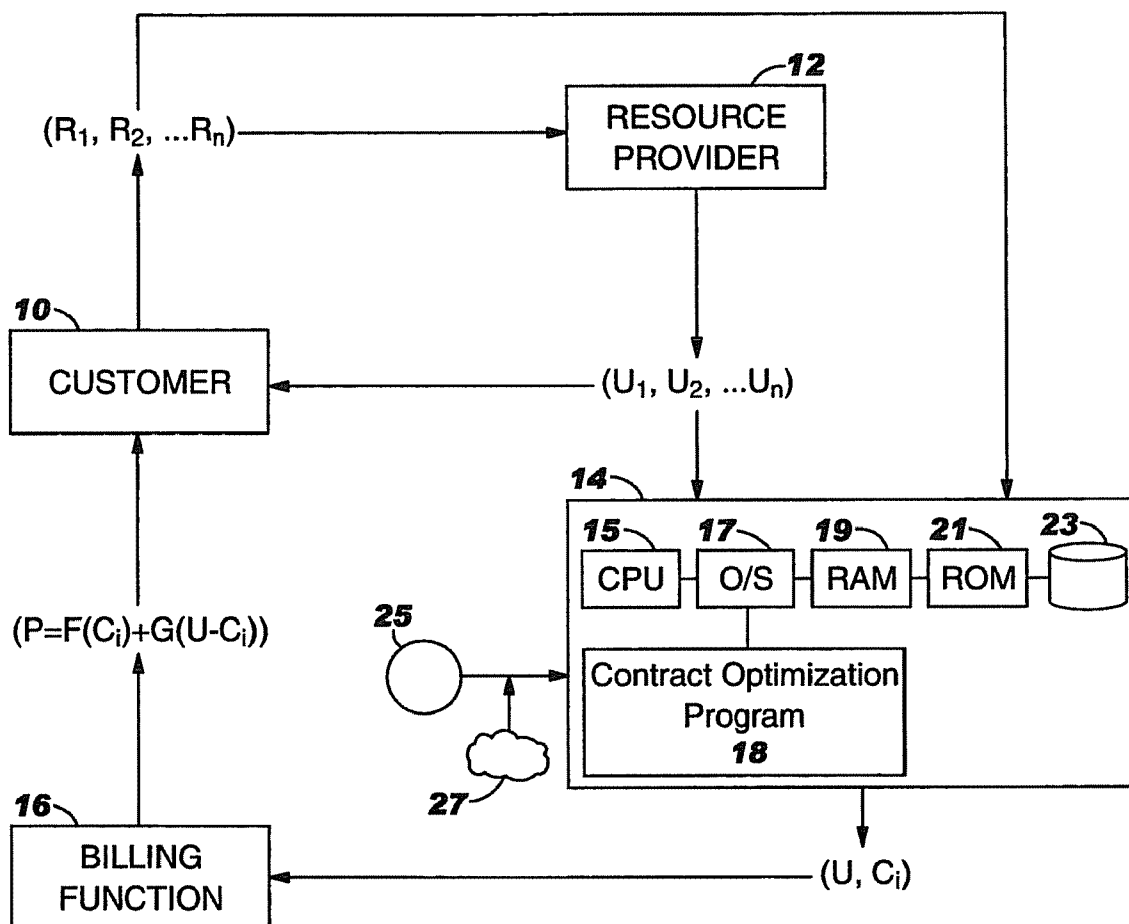 12
(R₁, R₂, ...Rₙ)
RESOURCE
PROVIDER
10
CUSTOMER
(U₁, U₂, ...Uₙ)
14
15
17
19
21
23
CPU
O/S
RAM
ROM
(P=F(Cᵢ)+G(U-Cᵢ))
25
Contract Optimization
Program
18
27
16
BILLING
FUNCTION
(U, Cᵢ)